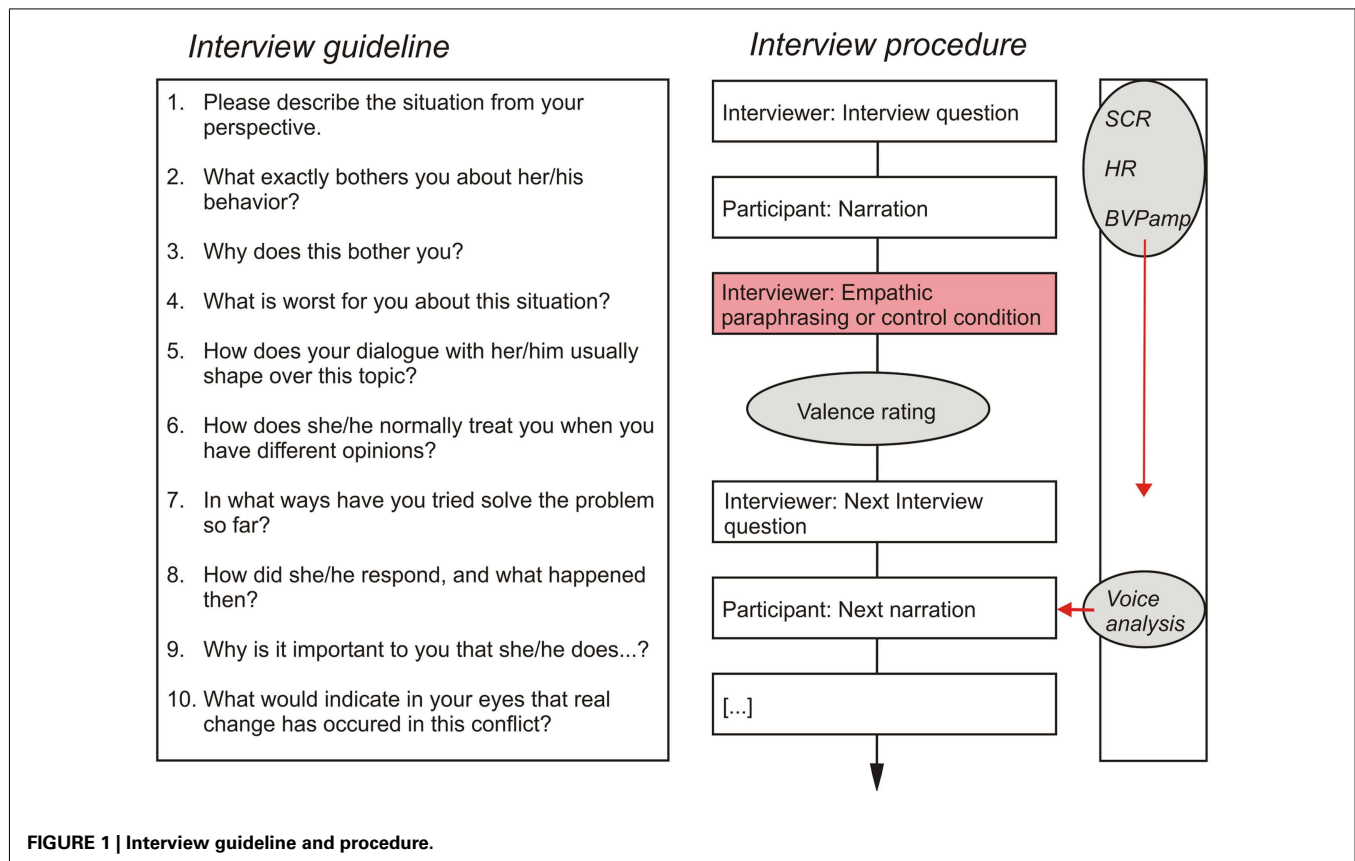 Interview guideline
1. Please describe the situation from your
perspective.
2. What exactly bothers you about her/his
behavior?
3. Why does this bother you?
4. What is worst for you about this situation?
5. How does your dialogue with her/him usually
shape over this topic?
6. How does she/he normally treat you when you
have different opinions?
7. In what ways have you tried solve the problem
so far?
8. How did she/he respond, and what happened
then?
9. Why is it important to you that she/he does...?
10. What would indicate in your eyes that real
change has occured in this conflict?
Interview procedure
Interviewer: Interview question
Participant: Narration
Interviewer: Empathic
paraphrasing or control condition
Valence rating
Interviewer: Next Interview
question
Participant: Next narration
[...]
SCR
HR
BVPamp
Voice
analysis
FIGURE 1 | Interview guideline and procedure.